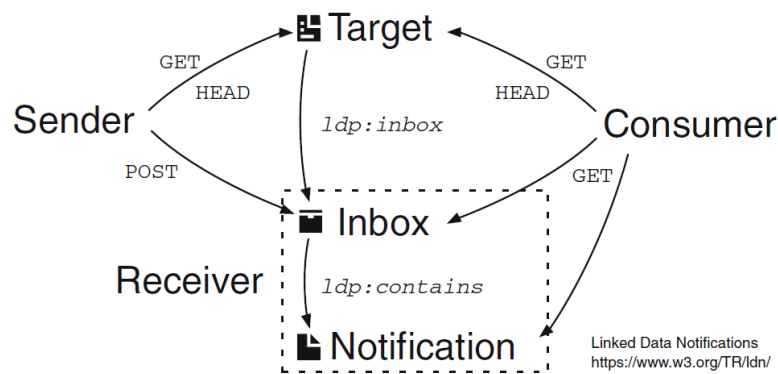 Target
GET
GET
HEAD
HEAD
Sender
ldp:inbox
Consumer
POST
GET
Inbox
Receiver
ldp:contains
Notification
Linked Data Notifications
https://www.w3.org/TR/ldn/